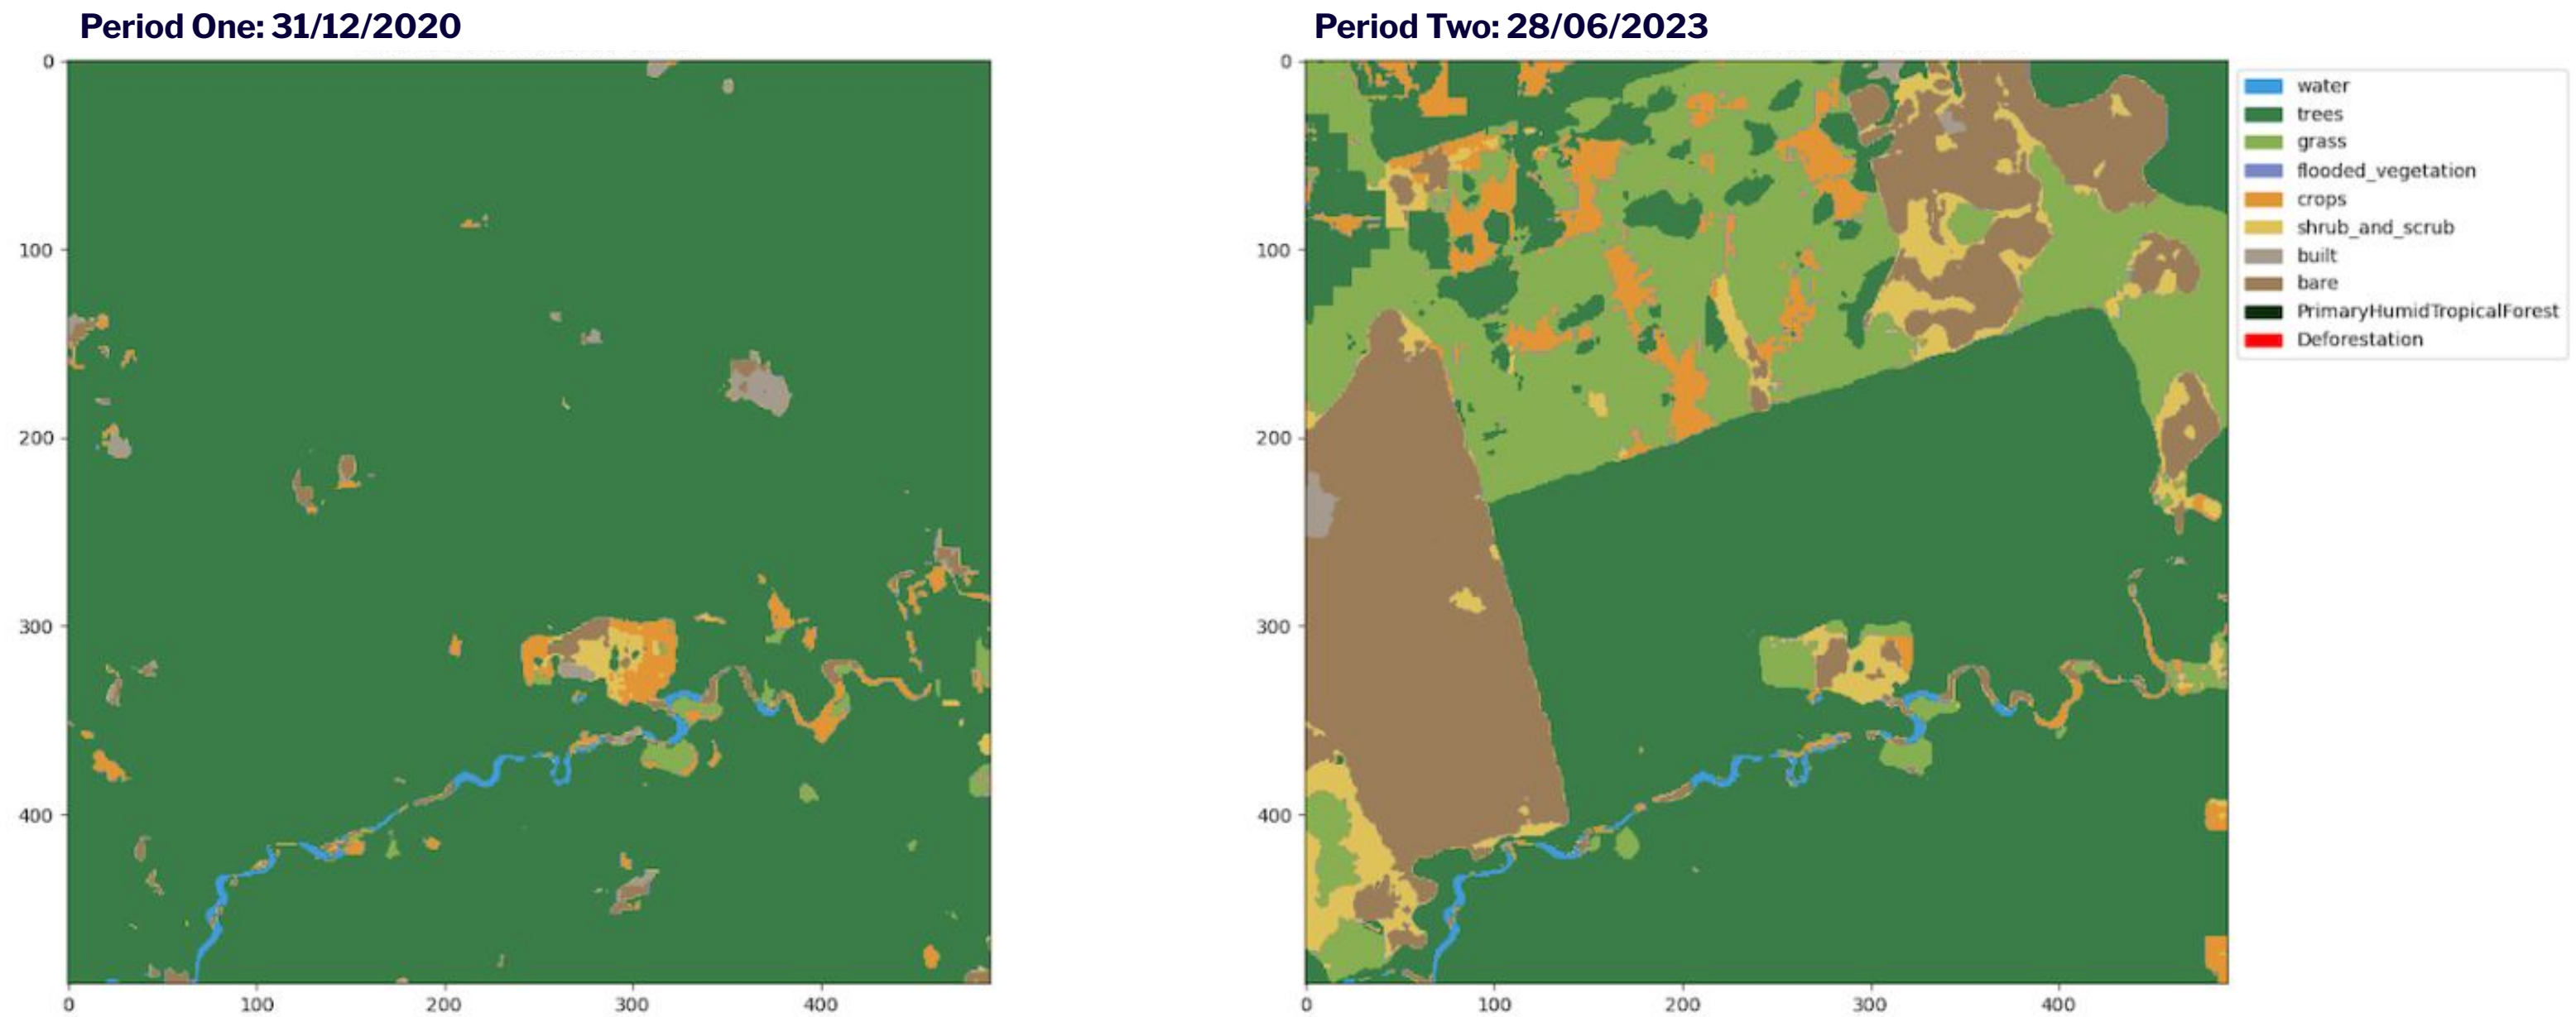 Period One: 31/12/2020
Period Two: 28/06/2023
0
100
200
300
400
0
100
200
300
400
0
100
200
300
400
0
100
200
300
400
water
trees
grass
flooded_vegetation
crops
shrub_and_scrub
built
bare
PrimaryHumidTropicalForest
Deforestation